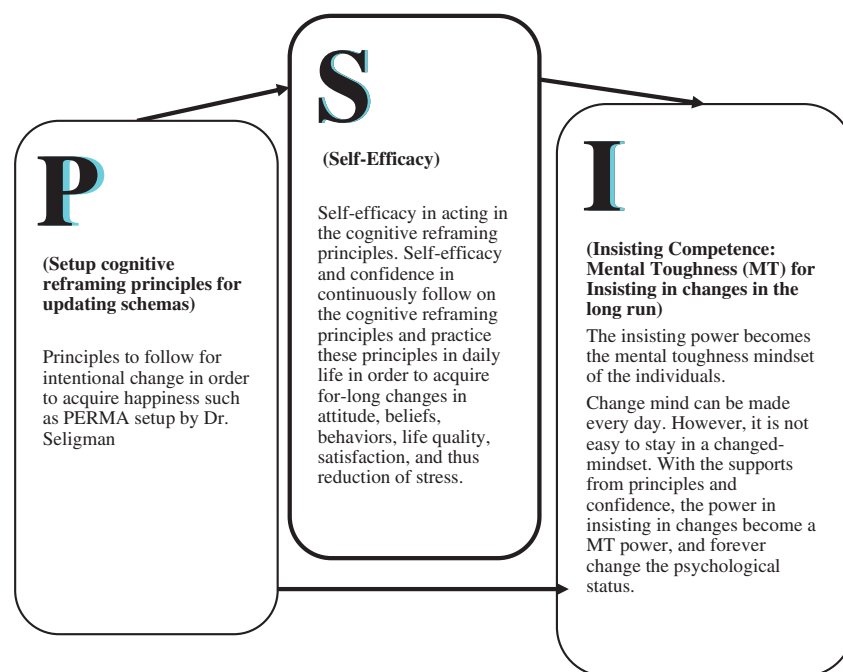 P
(Setup cognitive
reframing principles for
updating schemas)
Principles to follow for
intentional change in order
to acquire happiness such
as PERMA setup by Dr.
Seligman
S
(Self-Efficacy)
Self-efficacy in acting in
the cognitive reframing
principles. Self-efficacy
and confidence in
continuously follow on
the cognitive reframing
principles and practice
these principles in daily
life in order to acquire
for-long changes in
attitude, beliefs,
behaviors, life quality,
satisfaction, and thus
reduction of stress.
I
(Insisting Competence:
Mental Toughness (MT) for
Insisting in changes in the
long run)
The insisting power becomes
the mental toughness mindset
of the individuals.
Change mind can be made
every day. However, it is not
easy to stay in a changed-
mindset. With the supports
from principles and
confidence, the power in
insisting in changes become a
MT power, and forever
change the psychological
status.